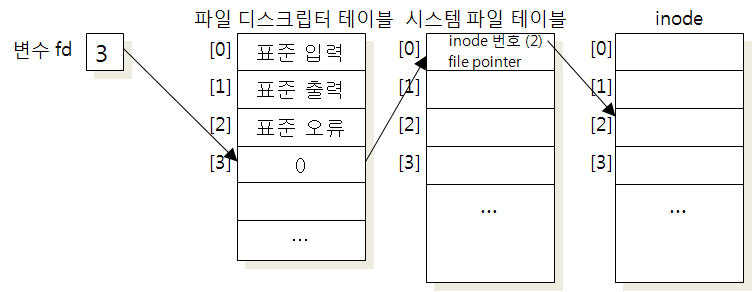 파일 디스크립터 테이블 시스템 파일 테이블 inode
변수 fd 3
[0] 표준 입력
[1] 표준 출력
[2] 표준 오류
[3] 0
...
[0] inode 번호 (2)
file pointer
[1]
[2]
[3]
...
[0]
[1]
[2]
[3]
...